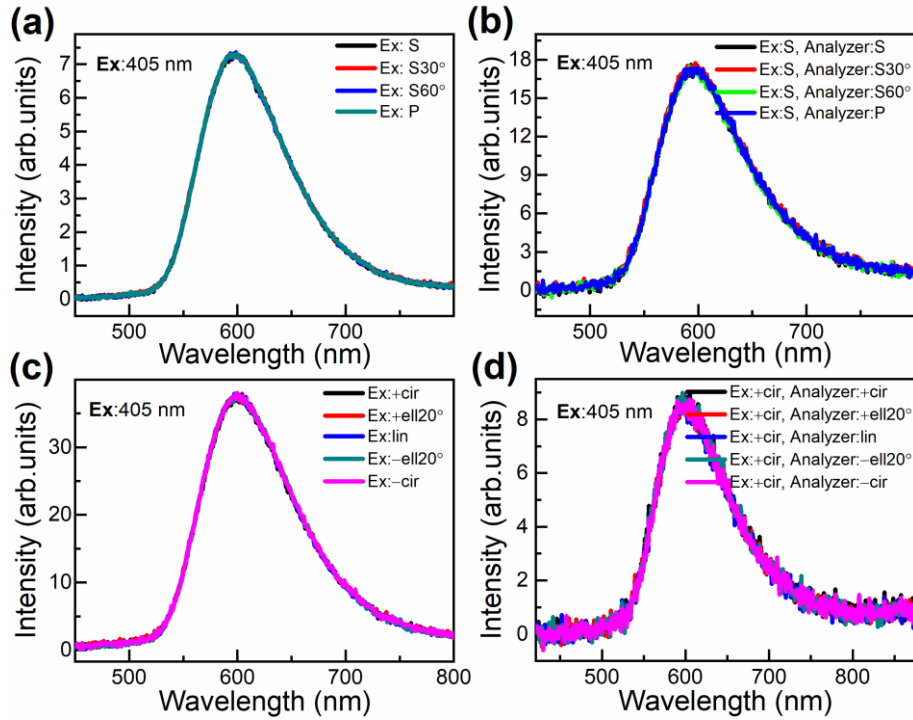 (a)
Ex:405 nm
Ex: S
Ex: S30°
Ex: S60°
Ex: P
Intensity (arb.units)
7
6
5
4
2
1
0
500 600 700 800
Wavelength (nm)
(b)
Ex:405 nm
Ex:S, Analyzer:S
Ex:S, Analyzer:S30°
Ex:S, Analyzer:S60°
Ex:S, Analyzer:P
Intensity (arb.units)
18
15
12
9
6
3
0
500 600 700
Wavelength (nm)
(c)
Ex:405 nm
Ex:+cir
Ex:+ell20°
Ex:lin
Ex:−ell20°
Ex:−cir
Intensity (arb.units)
30
20
10
0
500 600 700 800
Wavelength (nm)
(d)
Ex:405 nm
Ex:+cir, Analyzer:+cir
Ex:+cir, Analyzer:+ell20°
Ex:+cir, Analyzer:lin
Ex:+cir, Analyzer:−ell20°
Ex:+cir, Analyzer:−cir
Intensity (arb.units)
8
6
4
2
0
500 600 700 800
Wavelength (nm)